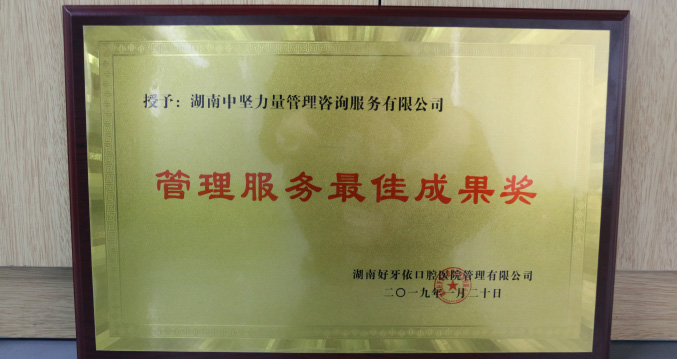 授予：湖南中坚力量管理咨询服务有限公司
管理服务最佳成果奖
湖南好牙依口腔医院管理有限公司
二〇一九年一月二十日